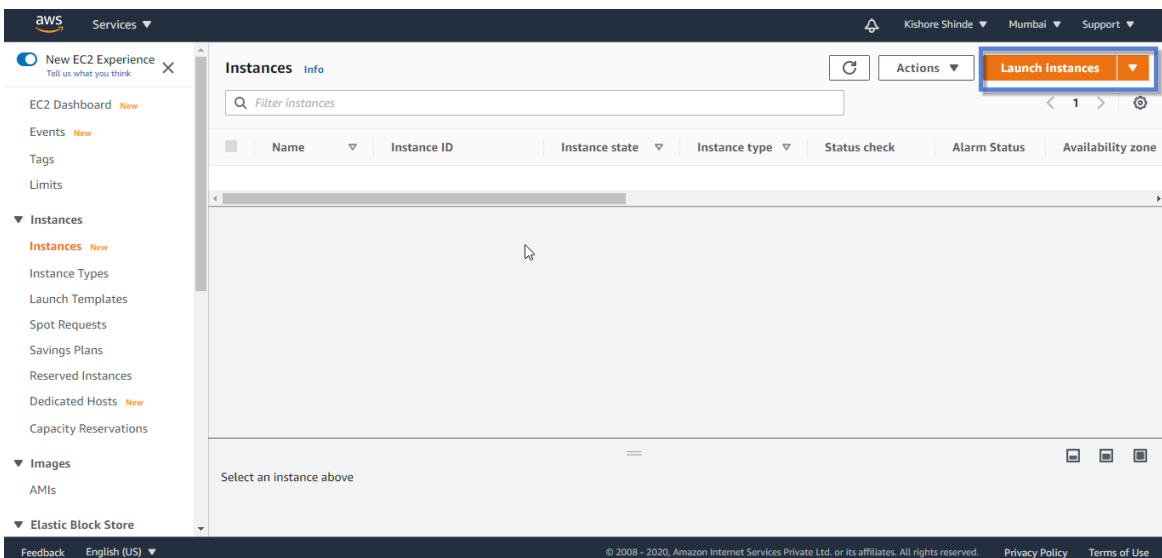 aws Services ▼ Kishore Shinde ▼ Mumbai ▼ Support ▼
New EC2 Experience
Tell us what you think
EC2 Dashboard New
Events New
Tags
Limits
▼ Instances
Instances New
Instance Types
Launch Templates
Spot Requests
Savings Plans
Reserved Instances
Dedicated Hosts New
Capacity Reservations
▼ Images
AMIs
▼ Elastic Block Store
Instances Info
Actions ▼
Launch instances ▼
Filter instances
< 1 >
Name Instance ID Instance state Instance type Status check Alarm Status Availability zone
Select an instance above
Feedback English (US) ▼ © 2008 - 2020, Amazon Internet Services Private Ltd. or its affiliates. All rights reserved. Privacy Policy Terms of Use